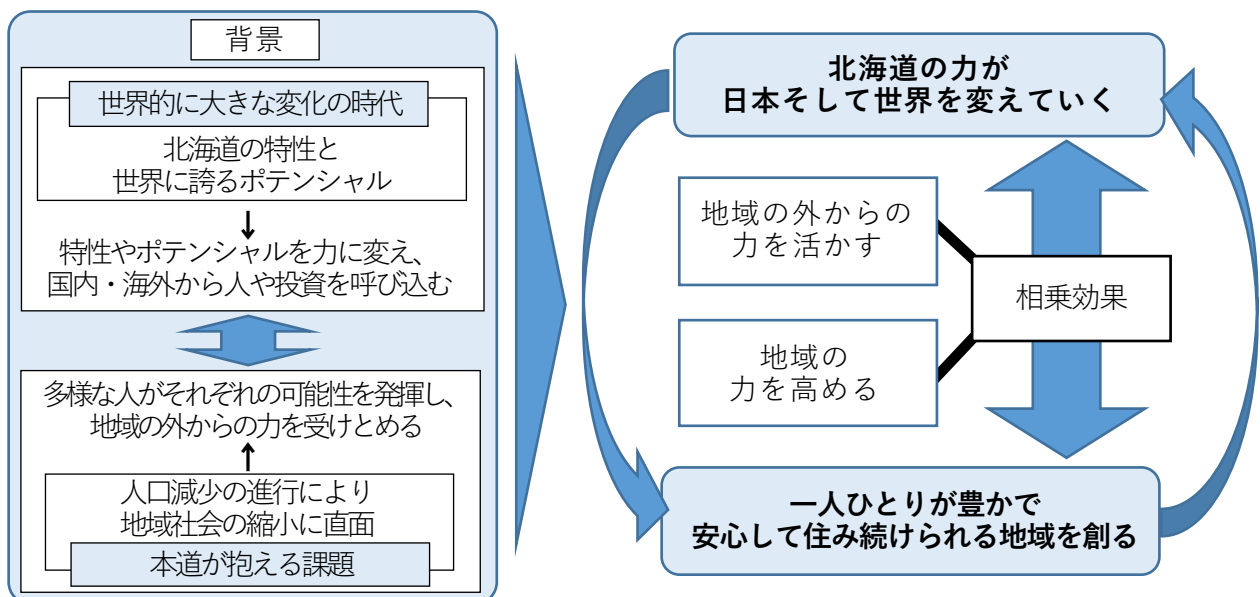 背景
世界的に大きな変化の時代
北海道の特性と
世界に誇るポテンシャル
特性やポテンシャルを力に変え、
国内・海外から人や投資を呼び込む
多様な人がそれぞれの可能性を発揮し、
地域の外からの力を受けとめる
人口減少の進行により
地域社会の縮小に直面
本道が抱える課題
北海道の力が
日本そして世界を変えていく
地域の外からの
力を活かす
相乗効果
地域の
力を高める
一人ひとりが豊かで
安心して住み続けられる地域を創る